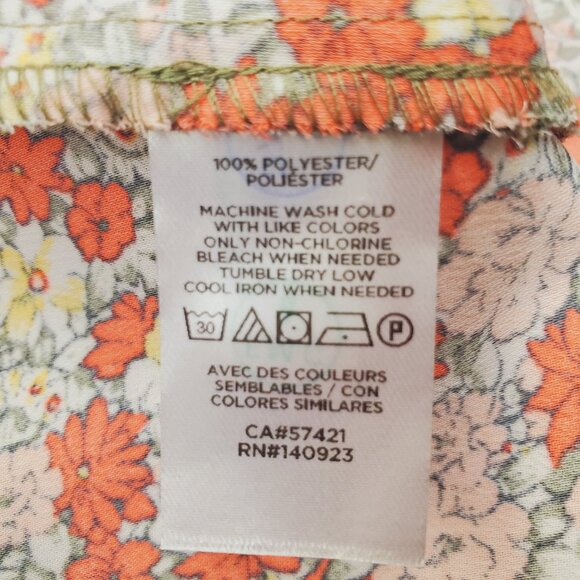 100% POLYESTER/
POLIÉSTER
MACHINE WASH COLD
WITH LIKE COLORS
ONLY NON-CHLORINE
BLEACH WHEN NEEDED
TUMBLE DRY LOW
COOL IRON WHEN NEEDED
30 P
AVEC DES COULEURS
SEMBLABLES / CON
COLORES SIMILARES
CA#57421
RN#140923